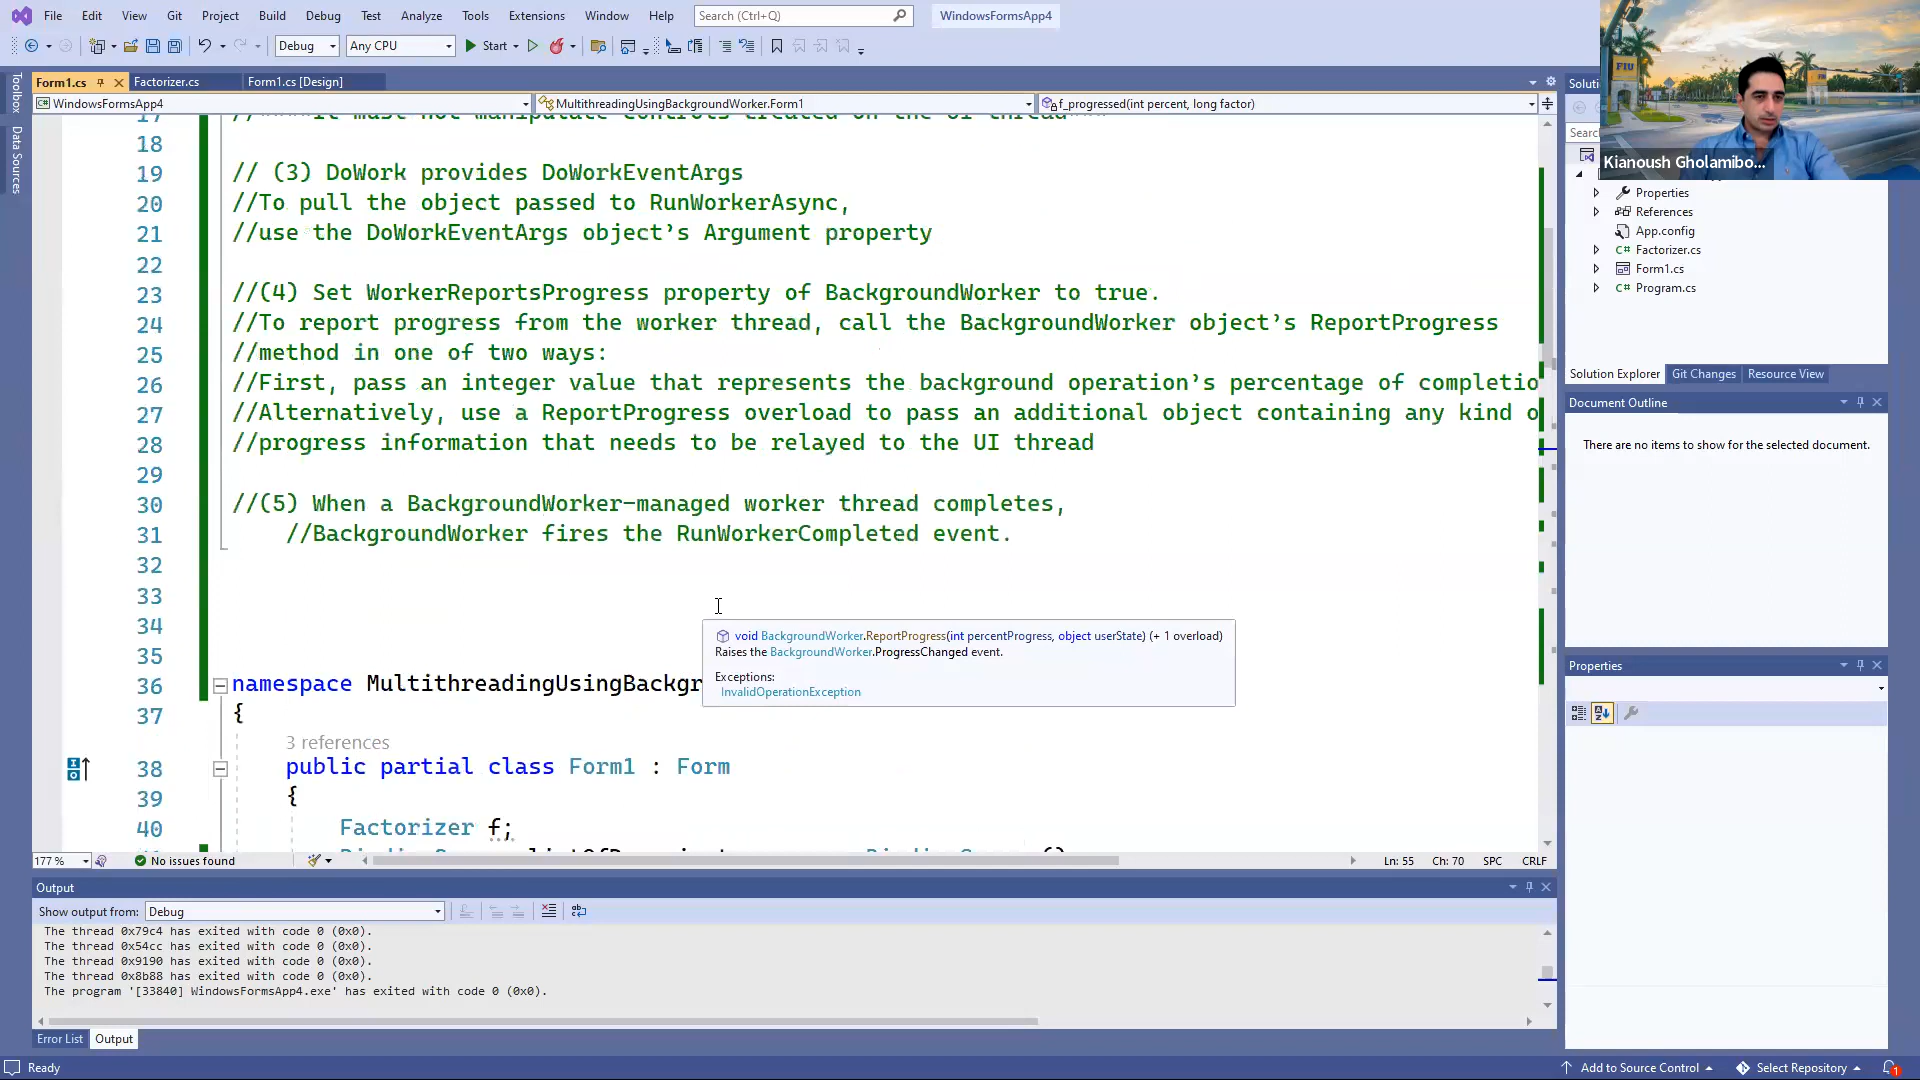 File Edit View Git Project Build Debug Test Analyze Tools Extensions Window Help Search (Ctrl+Q) WindowsFormsApp4
Debug Any CPU Start
Form1.cs Factorizer.cs Form1.cs [Design]
WindowsFormsApp4 MultithreadingUsingBackgroundWorker.Form1 f_progressed(int percent, long factor)
Toolbox
Data Sources
18
19 // (3) DoWork provides DoWorkEventArgs
20 //To pull the object passed to RunWorkerAsync,
21 //use the DoWorkEventArgs object's Argument property
22
23 //(4) Set WorkerReportsProgress property of BackgroundWorker to true.
24 //To report progress from the worker thread, call the BackgroundWorker object's ReportProgress
25 //method in one of two ways:
26 //First, pass an integer value that represents the background operation's percentage of completio
27 //Alternatively, use a ReportProgress overload to pass an additional object containing any kind o
28 //progress information that needs to be relayed to the UI thread
29
30 //(5) When a BackgroundWorker-managed worker thread completes,
31 //BackgroundWorker fires the RunWorkerCompleted event.
32
33
34
35
void BackgroundWorker.ReportProgress(int percentProgress, object userState) (+ 1 overload)
Raises the BackgroundWorker.ProgressChanged event.
Exceptions:
InvalidOperationException
36 namespace MultithreadingUsingBackgr
37 {
3 references
38 public partial class Form1 : Form
39 {
40 Factorizer f;
177 % No issues found Ln: 55 Ch: 70 SPC CRLF
Output
Show output from: Debug
The thread 0x79c4 has exited with code 0 (0x0).
The thread 0x54cc has exited with code 0 (0x0).
The thread 0x9190 has exited with code 0 (0x0).
The thread 0x8b88 has exited with code 0 (0x0).
The program '[33840] WindowsFormsApp4.exe' has exited with code 0 (0x0).
Error List Output
Ready Add to Source Control Select Repository 1
FIU
Kianoush Gholamibo...
Properties
References
App.config
Factorizer.cs
Form1.cs
Program.cs
Solution Explorer Git Changes Resource View
Document Outline
There are no items to show for the selected document.
Properties